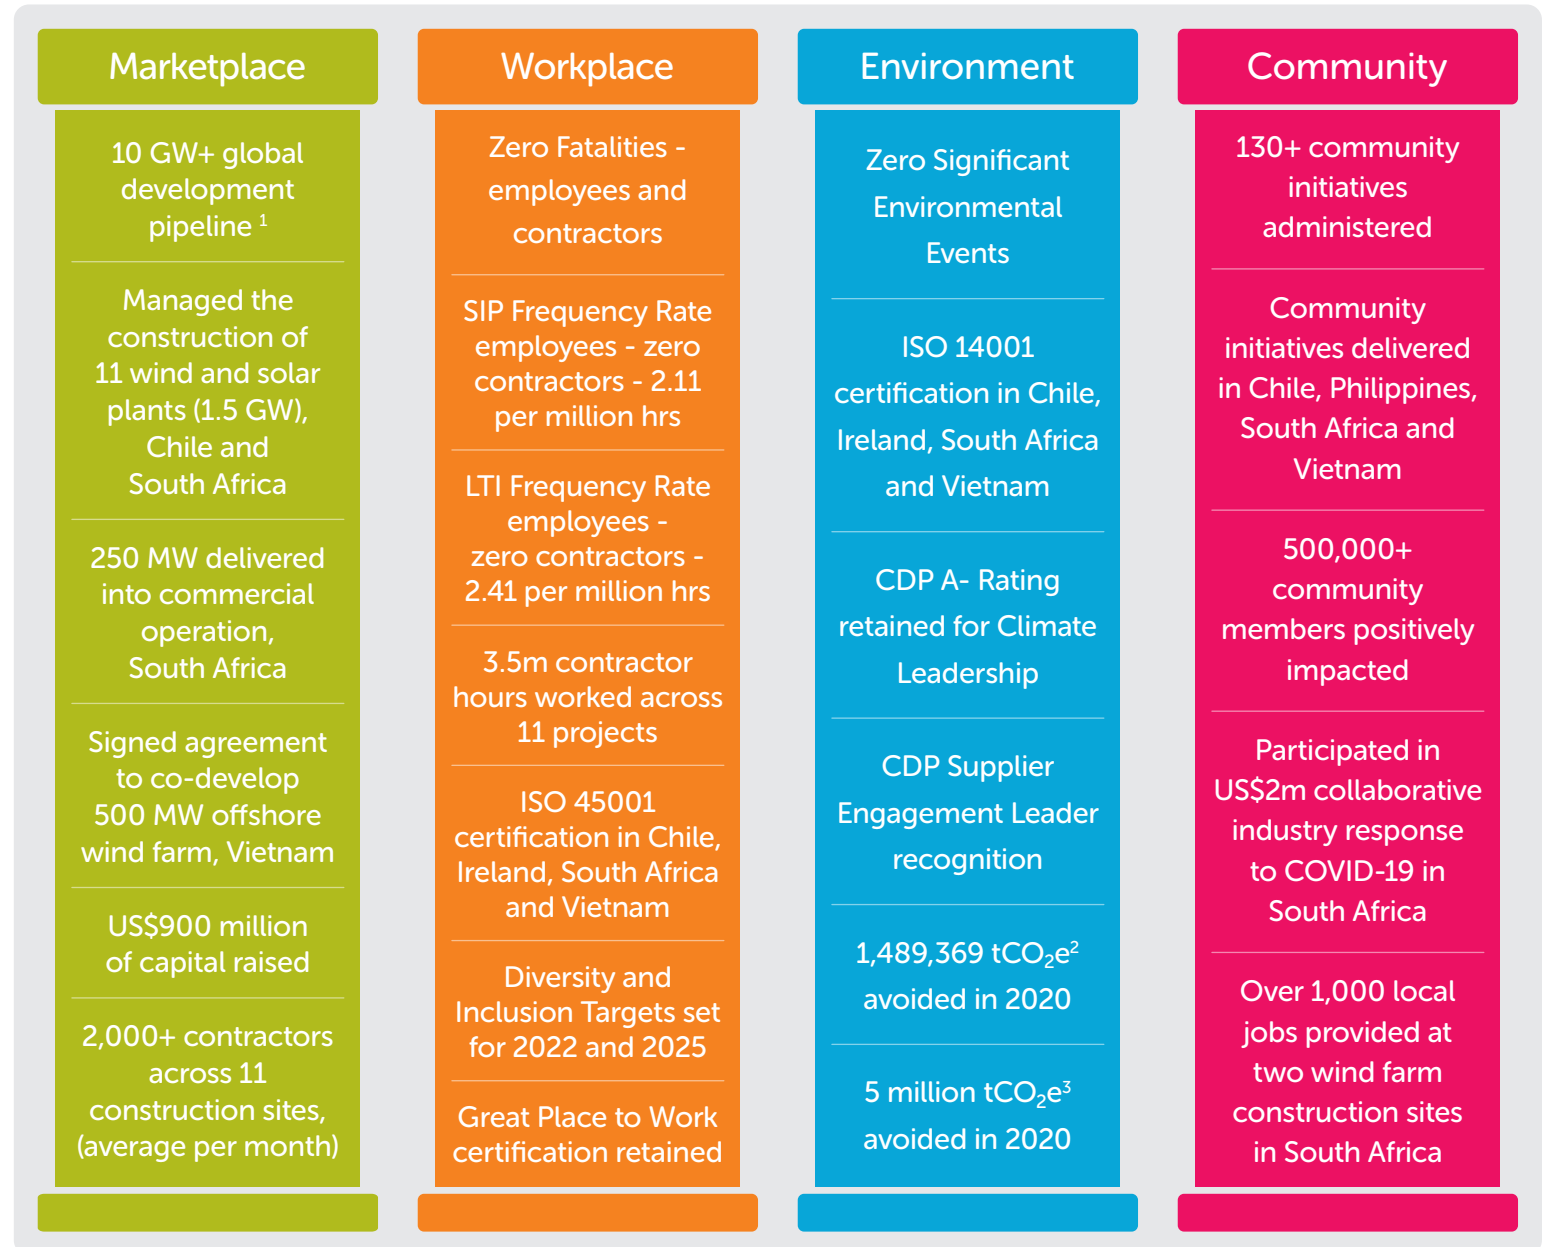 Marketplace
10 GW+ global
development
pipeline 1
Managed the
construction of
11 wind and solar
plants (1.5 GW),
Chile and
South Africa
250 MW delivered
into commercial
operation,
South Africa
Signed agreement
to co-develop
500 MW offshore
wind farm, Vietnam
US$900 million
of capital raised
2,000+ contractors
across 11
construction sites,
(average per month)
Workplace
Zero Fatalities -
employees and
contractors
SIP Frequency Rate
employees - zero
contractors - 2.11
per million hrs
LTI Frequency Rate
employees -
zero contractors -
2.41 per million hrs
3.5m contractor
hours worked across
11 projects
ISO 45001
certification in Chile,
Ireland, South Africa
and Vietnam
Diversity and
Inclusion Targets set
for 2022 and 2025
Great Place to Work
certification retained
Environment
Zero Significant
Environmental
Events
ISO 14001
certification in Chile,
Ireland, South Africa
and Vietnam
CDP A- Rating
retained for Climate
Leadership
CDP Supplier
Engagement Leader
recognition
1,489,369 tCO₂e²
avoided in 2020
5 million tCO₂e³
avoided in 2020
Community
130+ community
initiatives
administered
Community
initiatives delivered
in Chile, Philippines,
South Africa and
Vietnam
500,000+
community
members positively
impacted
Participated in
US$2m collaborative
industry response
to COVID-19 in
South Africa
Over 1,000 local
jobs provided at
two wind farm
construction sites
in South Africa